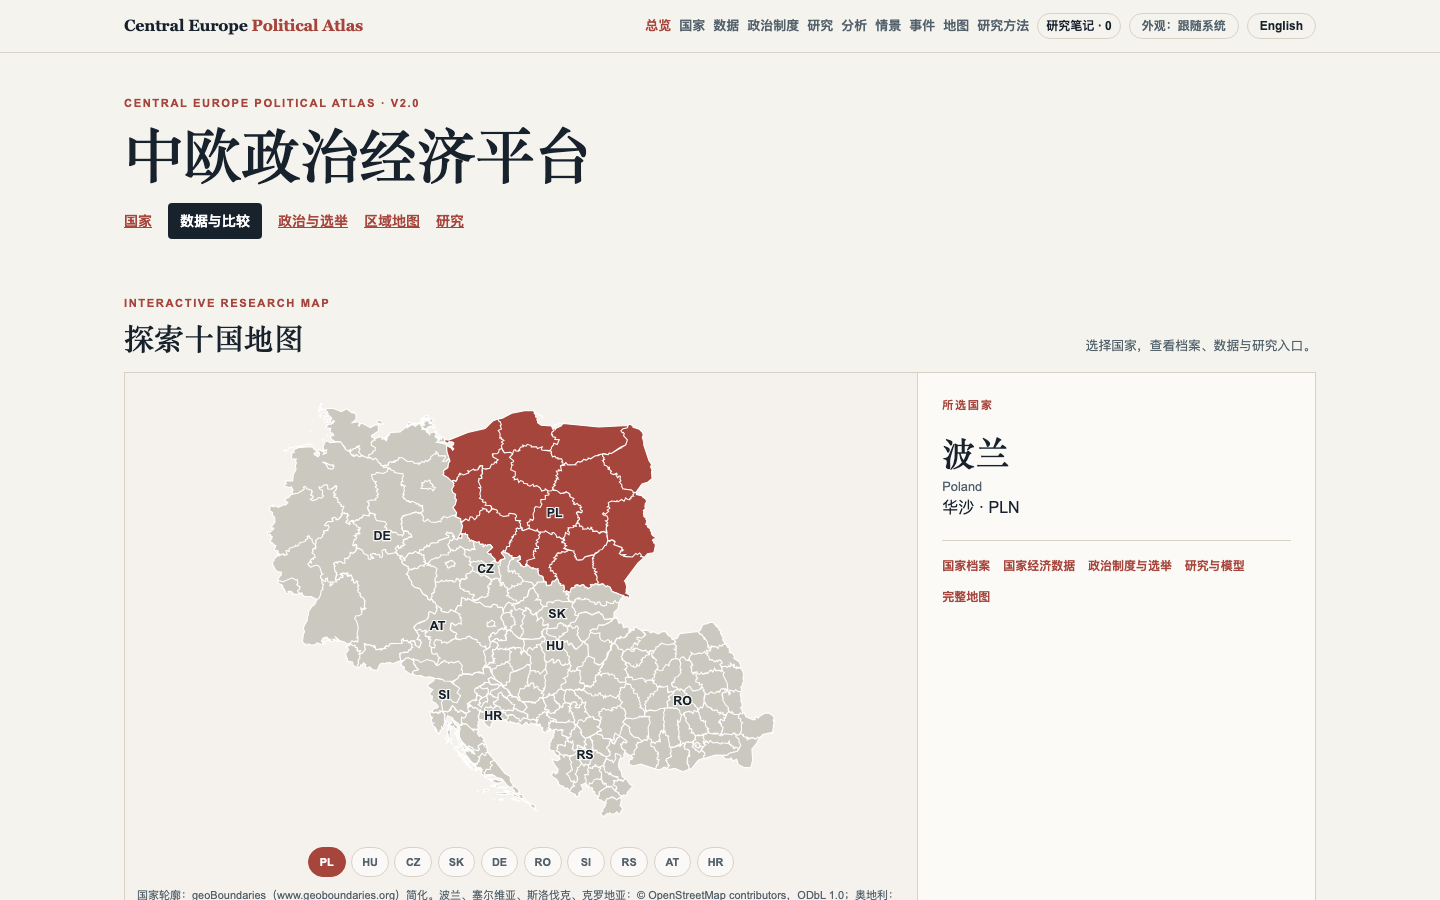 Central Europe Political Atlas
总览 国家 数据 政治制度 研究 分析 情景 事件 地图 研究方法 研究笔记 · 0 外观：跟随系统 English
CENTRAL EUROPE POLITICAL ATLAS · V2.0
中欧政治经济平台
国家 数据与比较 政治与选举 区域地图 研究
INTERACTIVE RESEARCH MAP
探索十国地图
选择国家，查看档案、数据与研究入口。
所选国家
波兰
Poland
华沙 · PLN
国家档案 国家经济数据 政治制度与选举 研究与模型
完整地图
PL
DE
CZ
SK
AT
HU
SI
RO
HR
RS
PL HU CZ SK DE RO SI RS AT HR
国家轮廓：geoBoundaries（www.geoboundaries.org）简化。波兰、塞尔维亚、斯洛伐克、克罗地亚：© OpenStreetMap contributors，ODbL 1.0；奥地利：